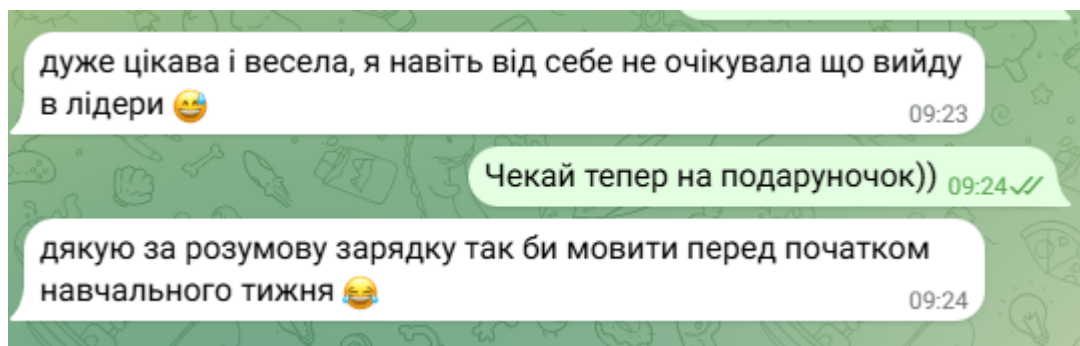 дуже цікава і весела, я навіть від себе не очікувала що вийду
в лідери 😅
09:23
Чекай тепер на подаруночок)) 09:24
дякую за розумову зарядку так би мовити перед початком
навчального тижня 😂
09:24